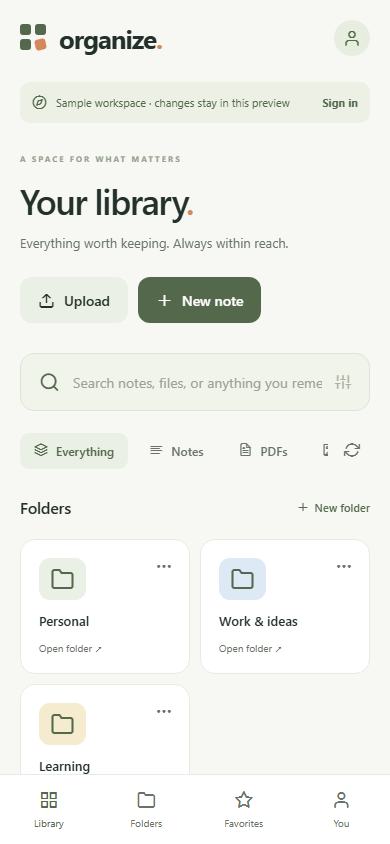 organize.
Sample workspace · changes stay in this preview Sign in
A SPACE FOR WHAT MATTERS
Your library.
Everything worth keeping. Always within reach.
Upload New note
Search notes, files, or anything you reme
Everything Notes PDFs
Folders New folder
Personal Work & ideas
Open folder ↗ Open folder ↗
Learning
Library Folders Favorites You